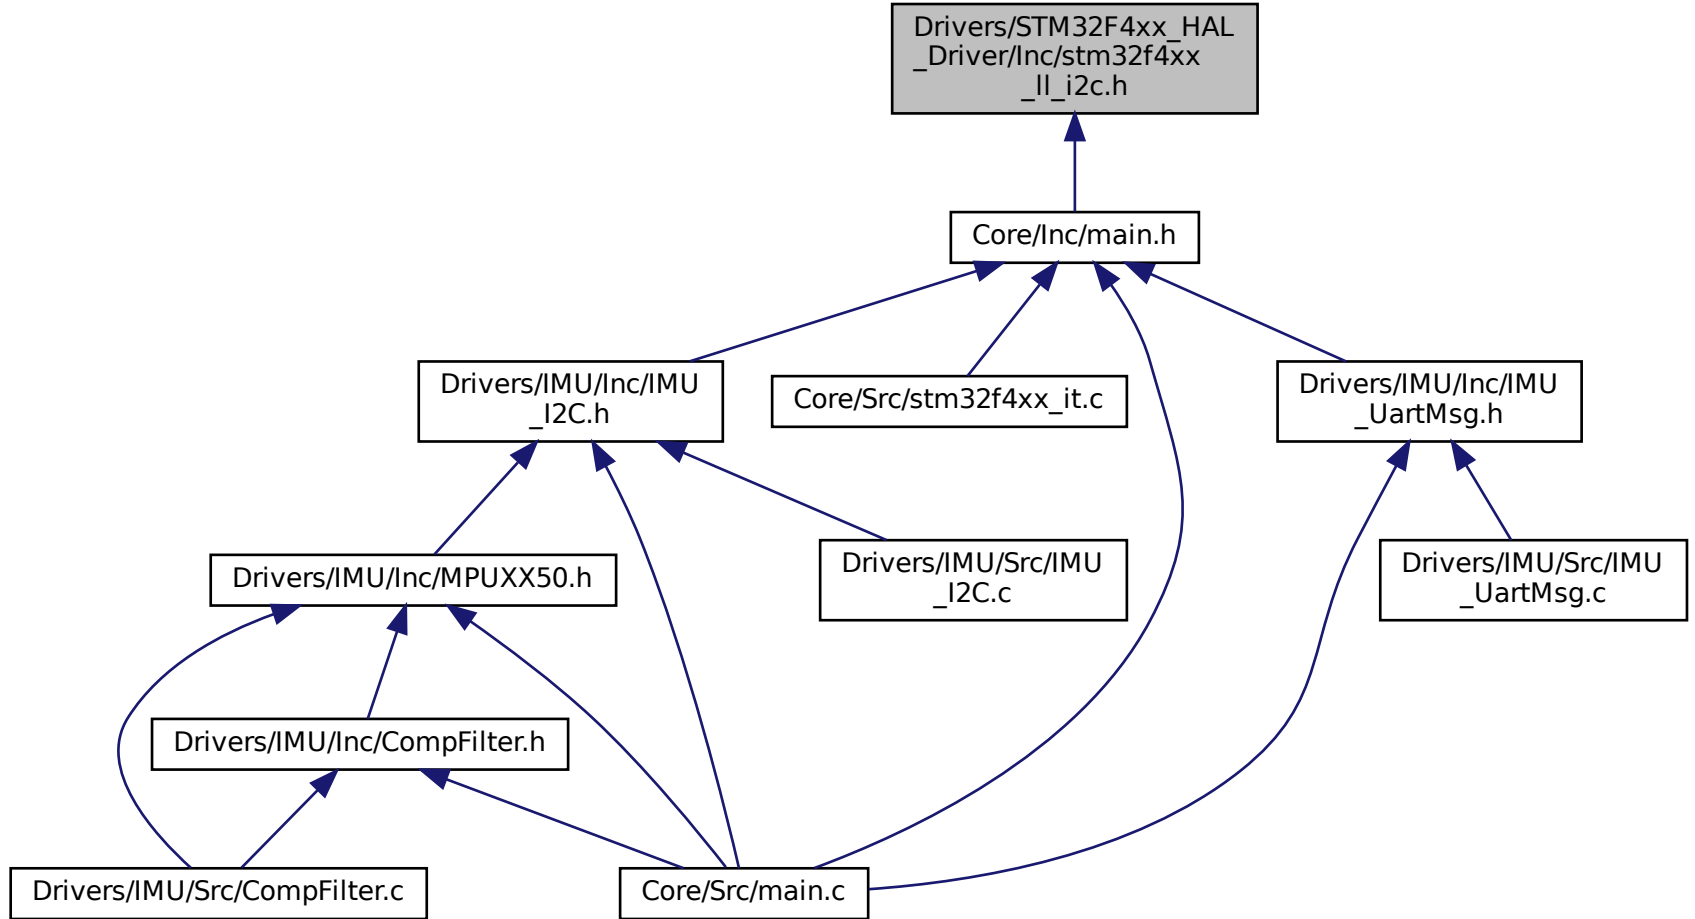 Drivers/STM32F4xx_HAL
_Driver/Inc/stm32f4xx
_ll_i2c.h
Core/Inc/main.h
Drivers/IMU/Inc/IMU
_I2C.h
Core/Src/stm32f4xx_it.c
Drivers/IMU/Inc/IMU
_UartMsg.h
Drivers/IMU/Inc/MPUXX50.h
Drivers/IMU/Src/IMU
_I2C.c
Drivers/IMU/Src/IMU
_UartMsg.c
Drivers/IMU/Inc/CompFilter.h
Drivers/IMU/Src/CompFilter.c
Core/Src/main.c